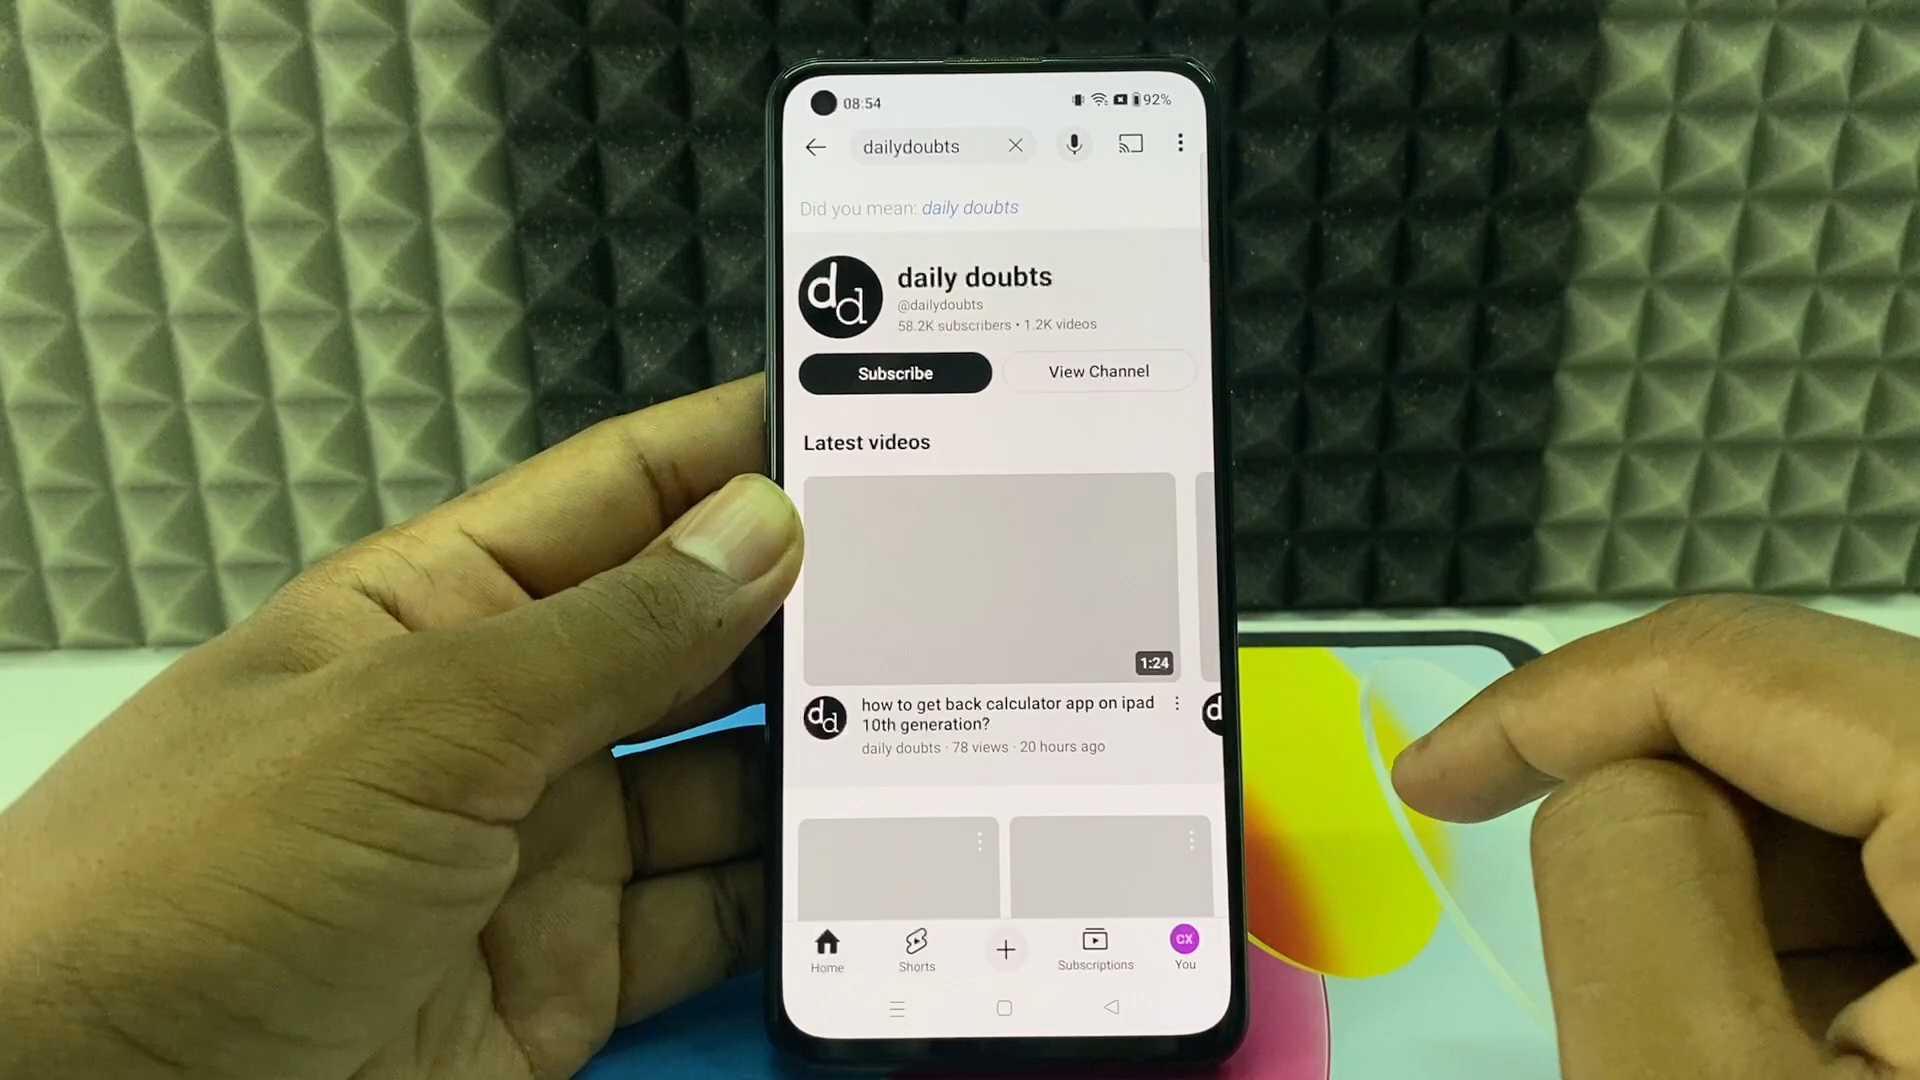 08:54
92%
dailydoubts
Did you mean: daily doubts
dd
daily doubts
@dailydoubts
58.2K subscribers • 1.2K videos
Subscribe
View Channel
Latest videos
1:24
dd
how to get back calculator app on ipad
10th generation?
daily doubts · 78 views · 20 hours ago
d
Home
Shorts
Subscriptions
CX
You